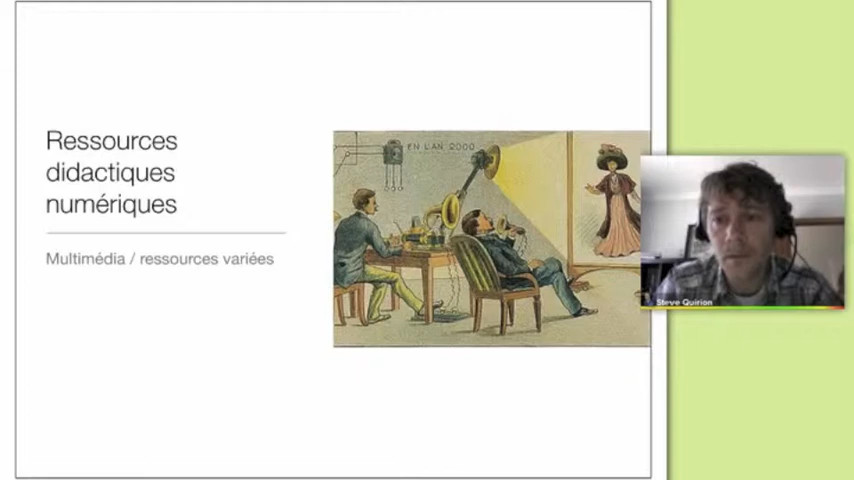 Ressources
didactiques
numériques
Multimédia / ressources variées
EN L'AN 2000
Steve Quirion